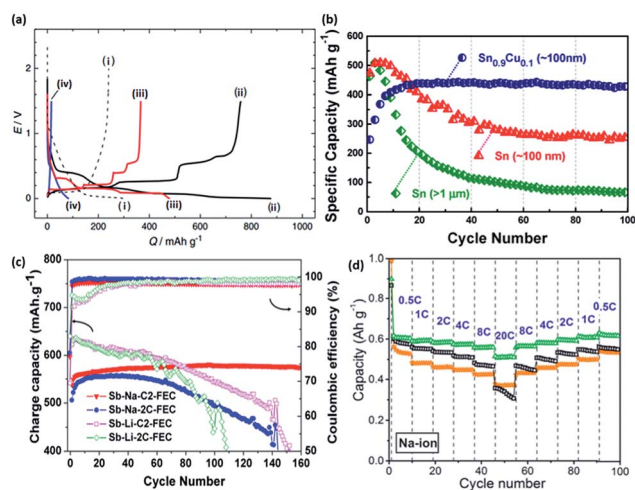 (a)
E / V
2
1
0
(i)
(iv)
(iii)
(ii)
(iv)
(i)
(iii)
(ii)
0 200 400 600 800 1000
Q / mAh g⁻¹
(b)
Specific Capacity (mAh g⁻¹)
600
500
400
300
200
100
0
Sn₀.₉Cu₀.₁ (~100nm)
Sn (~100 nm)
Sn (>1 μm)
0 20 40 60 80 100
Cycle Number
(c)
Charge capacity (mAh.g⁻¹)
800
750
700
650
600
550
500
450
400
Coulombic efficiency (%)
100
90
80
70
60
50
Sb-Na-C2-FEC
Sb-Na-2C-FEC
Sb-Li-C2-FEC
Sb-Li-2C-FEC
0 20 40 60 80 100 120 140 160
Cycle Number
(d)
Capacity (Ah g⁻¹)
1.0
0.8
0.6
0.4
0.2
0.0
0.5C 1C 2C 4C 8C 20C 8C 4C 2C 1C 0.5C
Na-ion
0 20 40 60 80 100
Cycle number